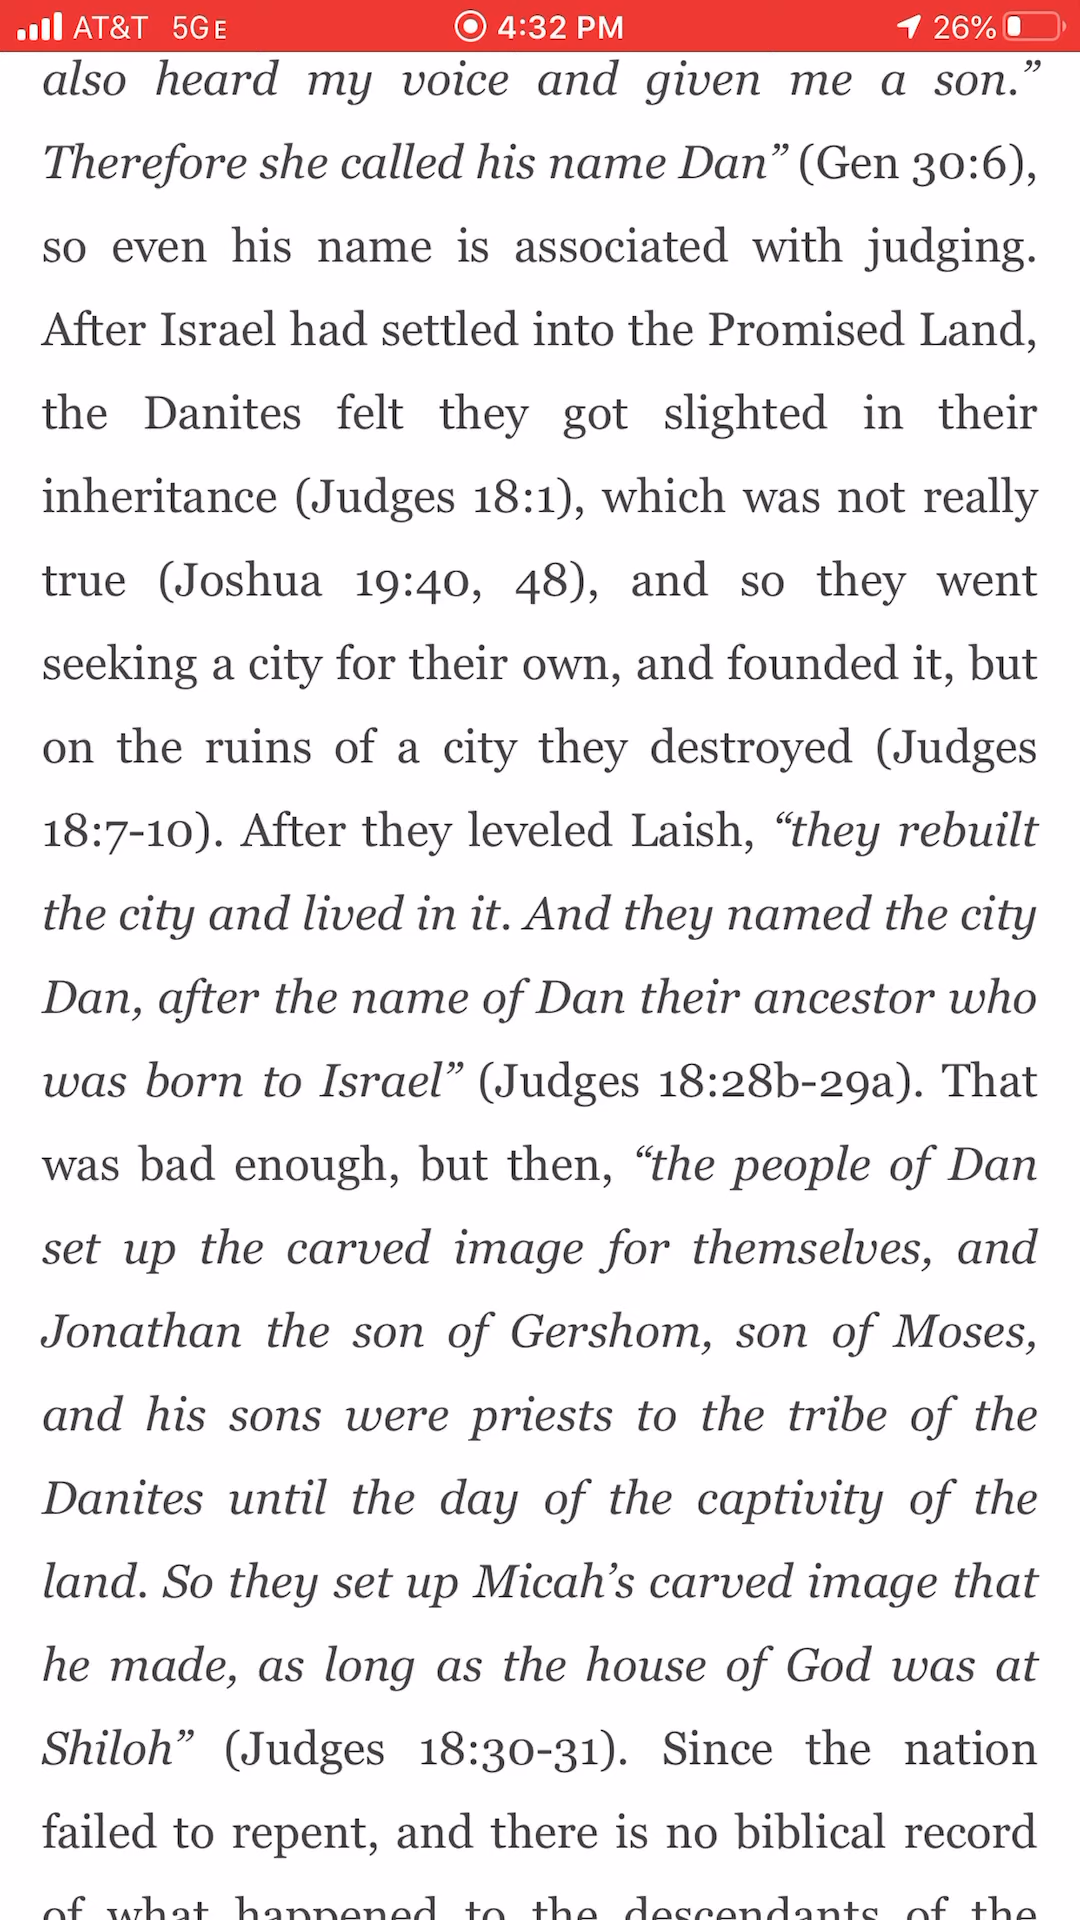 AT&T 5GE 4:32 PM 26%
also heard my voice and given me a son.”
Therefore she called his name Dan” (Gen 30:6),
so even his name is associated with judging.
After Israel had settled into the Promised Land,
the Danites felt they got slighted in their
inheritance (Judges 18:1), which was not really
true (Joshua 19:40, 48), and so they went
seeking a city for their own, and founded it, but
on the ruins of a city they destroyed (Judges
18:7-10). After they leveled Laish, “they rebuilt
the city and lived in it. And they named the city
Dan, after the name of Dan their ancestor who
was born to Israel” (Judges 18:28b-29a). That
was bad enough, but then, “the people of Dan
set up the carved image for themselves, and
Jonathan the son of Gershom, son of Moses,
and his sons were priests to the tribe of the
Danites until the day of the captivity of the
land. So they set up Micah’s carved image that
he made, as long as the house of God was at
Shiloh” (Judges 18:30-31). Since the nation
failed to repent, and there is no biblical record
of what happened to the descendants of the